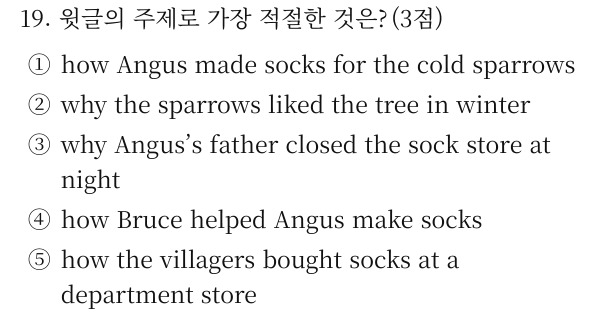 19. 윗글의 주제로 가장 적절한 것은? (3점)
① how Angus made socks for the cold sparrows
② why the sparrows liked the tree in winter
③ why Angus’s father closed the sock store at
night
④ how Bruce helped Angus make socks
⑤ how the villagers bought socks at a
department store